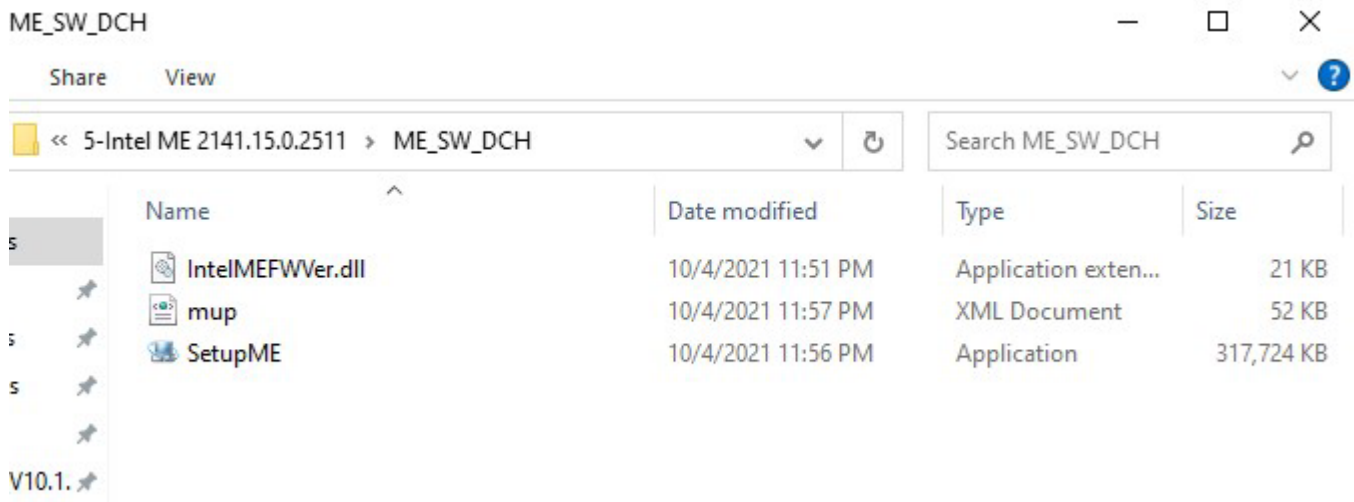 ME_SW_DCH
Share View
« 5-Intel ME 2141.15.0.2511 > ME_SW_DCH Search ME_SW_DCH
Name Date modified Type Size
s
IntelMEFWVer.dll 10/4/2021 11:51 PM Application exten... 21 KB
mup 10/4/2021 11:57 PM XML Document 52 KB
s
SetupME 10/4/2021 11:56 PM Application 317,724 KB
s
V10.1.